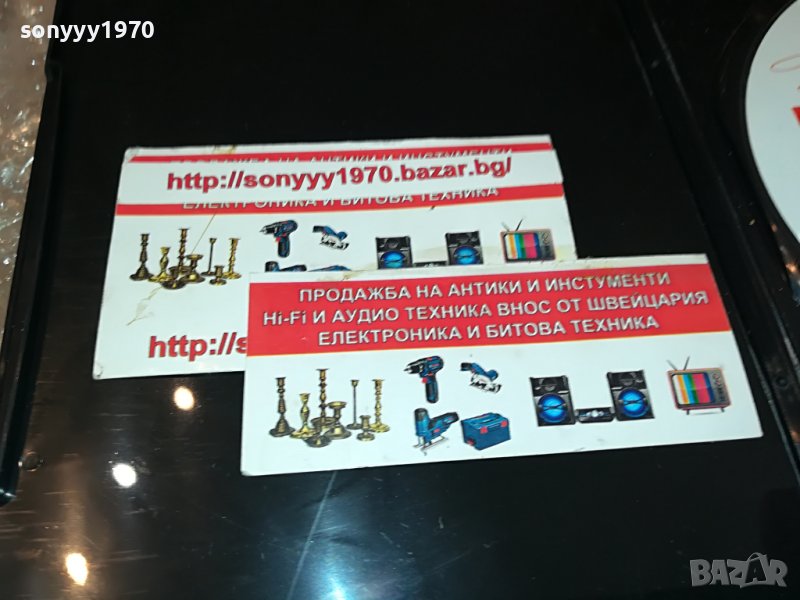 sonyyy1970
http://sonyyy1970.bazar.bg/
ЕЛЕКТРОНИКА И БИТОВА ТЕХНИКА
http://s
ПРОДАЖБА НА АНТИКИ И ИНСТУМЕНТИ
Hi-Fi И АУДИО ТЕХНИКА ВНОС ОТ ШВЕЙЦАРИЯ
ЕЛЕКТРОНИКА И БИТОВА ТЕХНИКА
BAZAR